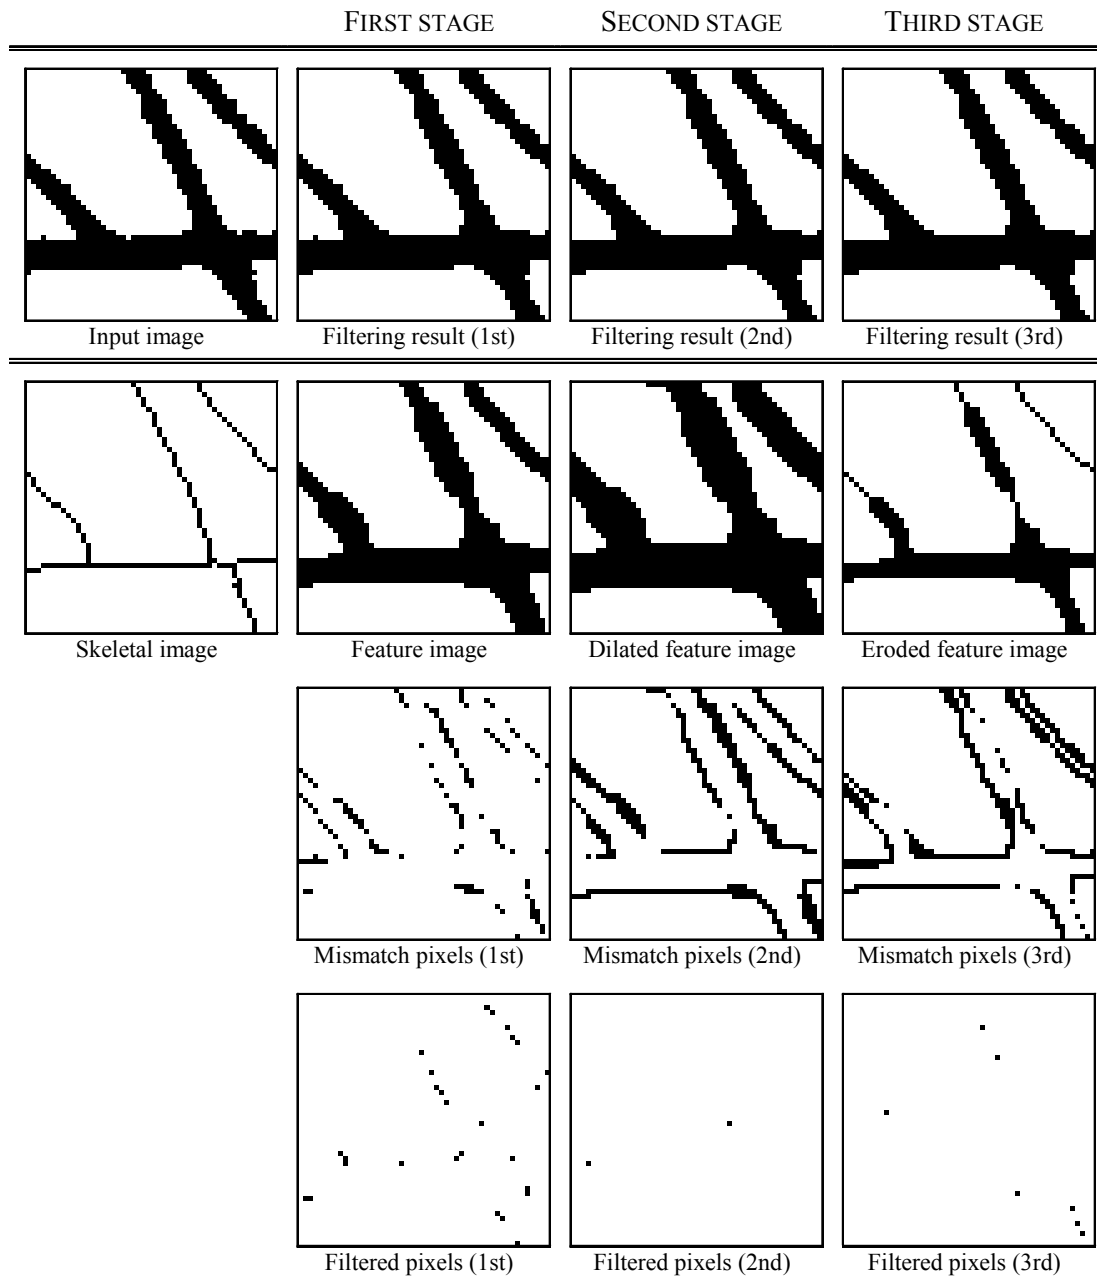 FIRST STAGE SECOND STAGE THIRD STAGE
Input image Filtering result (1st) Filtering result (2nd) Filtering result (3rd)
Skeletal image Feature image Dilated feature image Eroded feature image
Mismatch pixels (1st) Mismatch pixels (2nd) Mismatch pixels (3rd)
Filtered pixels (1st) Filtered pixels (2nd) Filtered pixels (3rd)